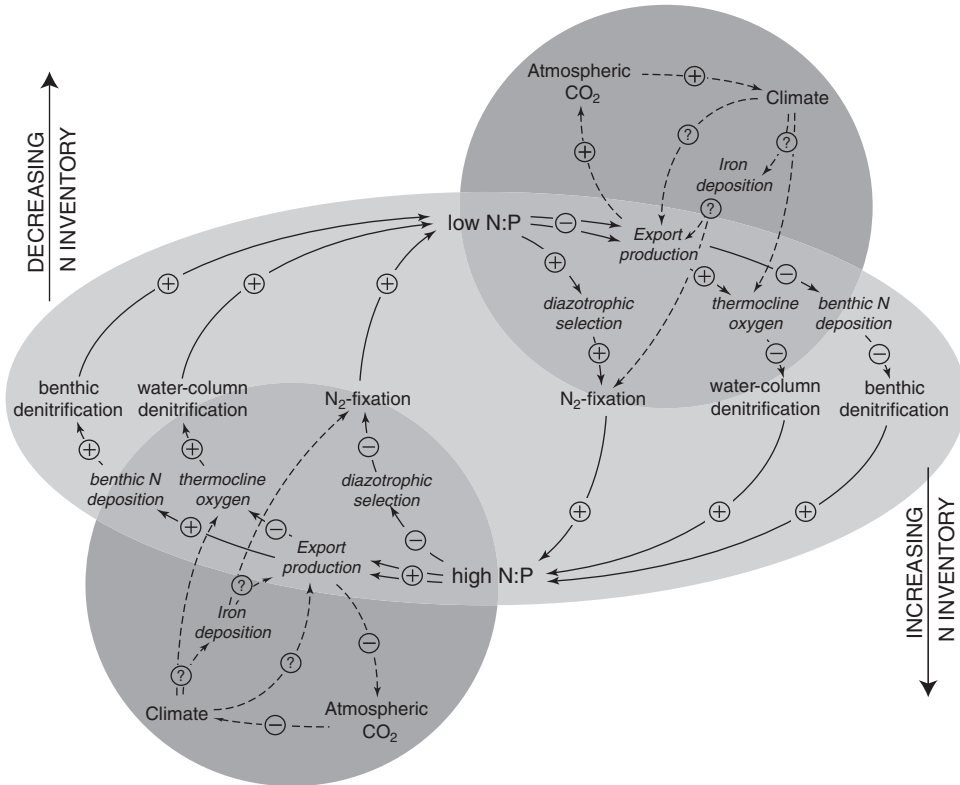 DECREASING
N INVENTORY
Atmospheric
CO₂
+
Climate
?
?
+
Iron
deposition
?
low N:P
−
Export
production
+
+
+
+
+
−
diazotrophic
selection
thermocline
oxygen
benthic N
deposition
+
−
−
benthic
denitrification
water-column
denitrification
N₂-fixation
N₂-fixation
water-column
denitrification
benthic
denitrification
+
+
−
benthic N
deposition
thermocline
oxygen
diazotrophic
selection
+
−
−
+
+
+
Export
production
+
high N:P
?
Iron
deposition
−
?
?
Climate
−
Atmospheric
CO₂
INCREASING
N INVENTORY